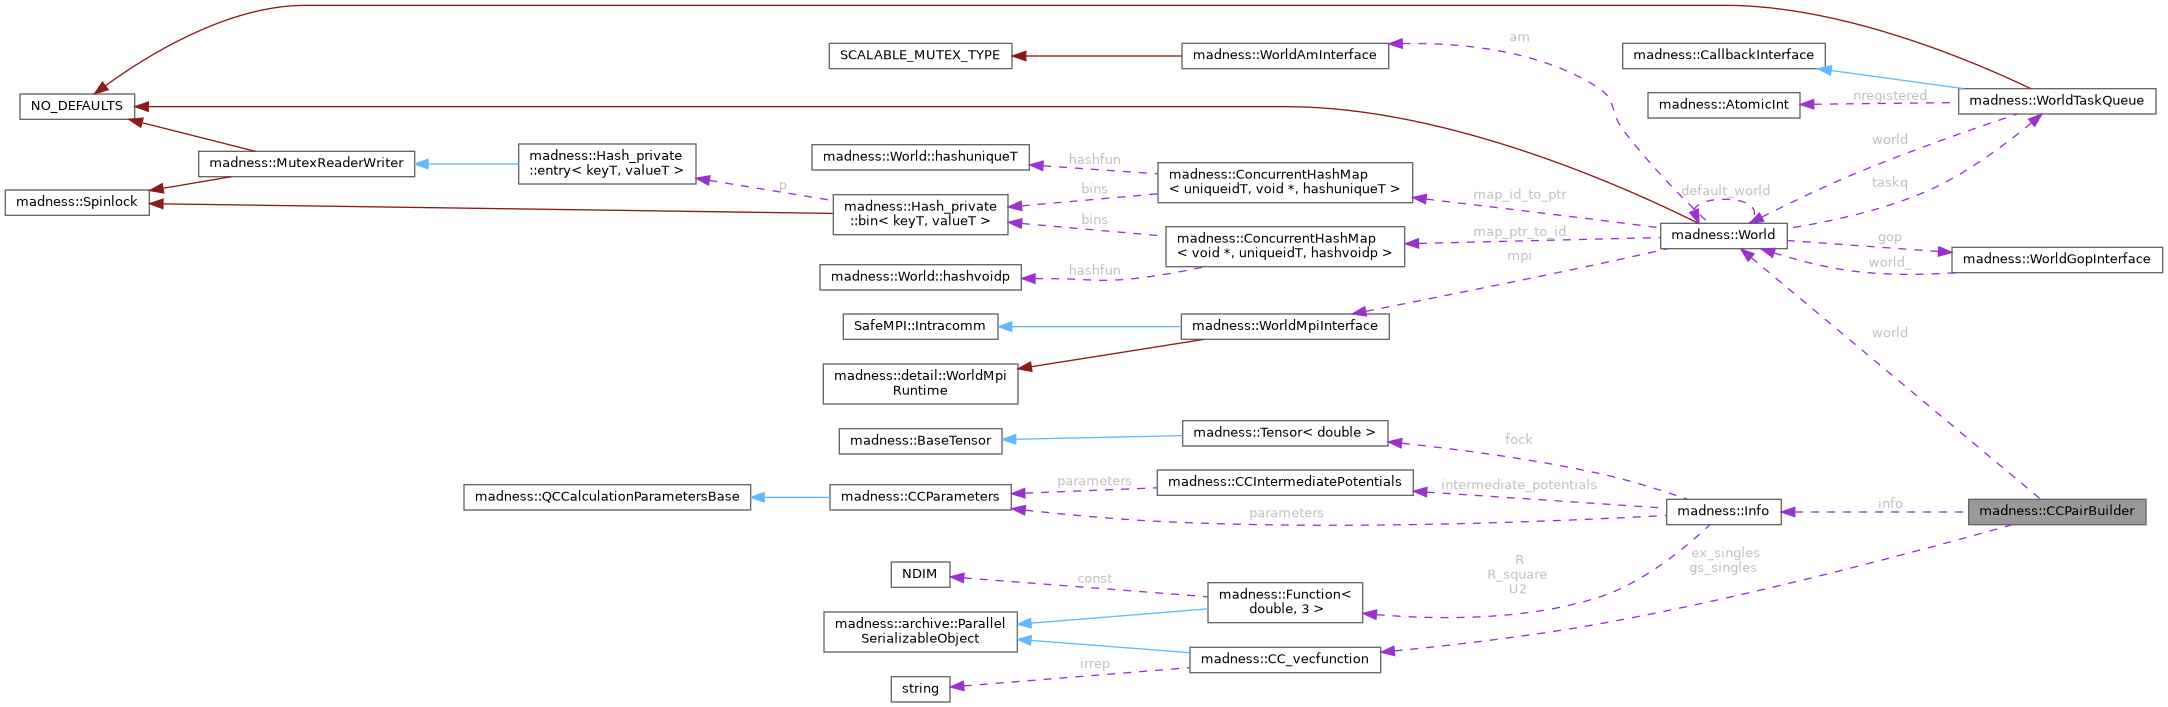 am
SCALABLE_MUTEX_TYPE
madness::WorldAmInterface
madness::CallbackInterface
NO_DEFAULTS
madness::AtomicInt
nregistered
madness::WorldTaskQueue
world
madness::MutexReaderWriter
madness::Hash_private
::entry< keyT, valueT >
madness::World::hashuniqueT
hashfun
madness::ConcurrentHashMap
< uniqueidT, void *, hashuniqueT >
p
bins
map_id_to_ptr
default_world
taskq
madness::Spinlock
madness::Hash_private
::bin< keyT, valueT >
bins
madness::ConcurrentHashMap
< void *, uniqueidT, hashvoidp >
map_ptr_to_id
madness::World
gop
mpi
world_
madness::WorldGopInterface
madness::World::hashvoidp
hashfun
SafeMPI::Intracomm
madness::WorldMpiInterface
world
madness::detail::WorldMpi
Runtime
madness::BaseTensor
madness::Tensor< double >
fock
madness::QCCalculationParametersBase
madness::CCParameters
parameters
madness::CCIntermediatePotentials
intermediate_potentials
parameters
madness::Info
info
madness::CCPairBuilder
NDIM
const
madness::Function<
double, 3 >
R
R_square
U2
ex_singles
gs_singles
madness::archive::Parallel
SerializableObject
madness::CC_vecfunction
irrep
string